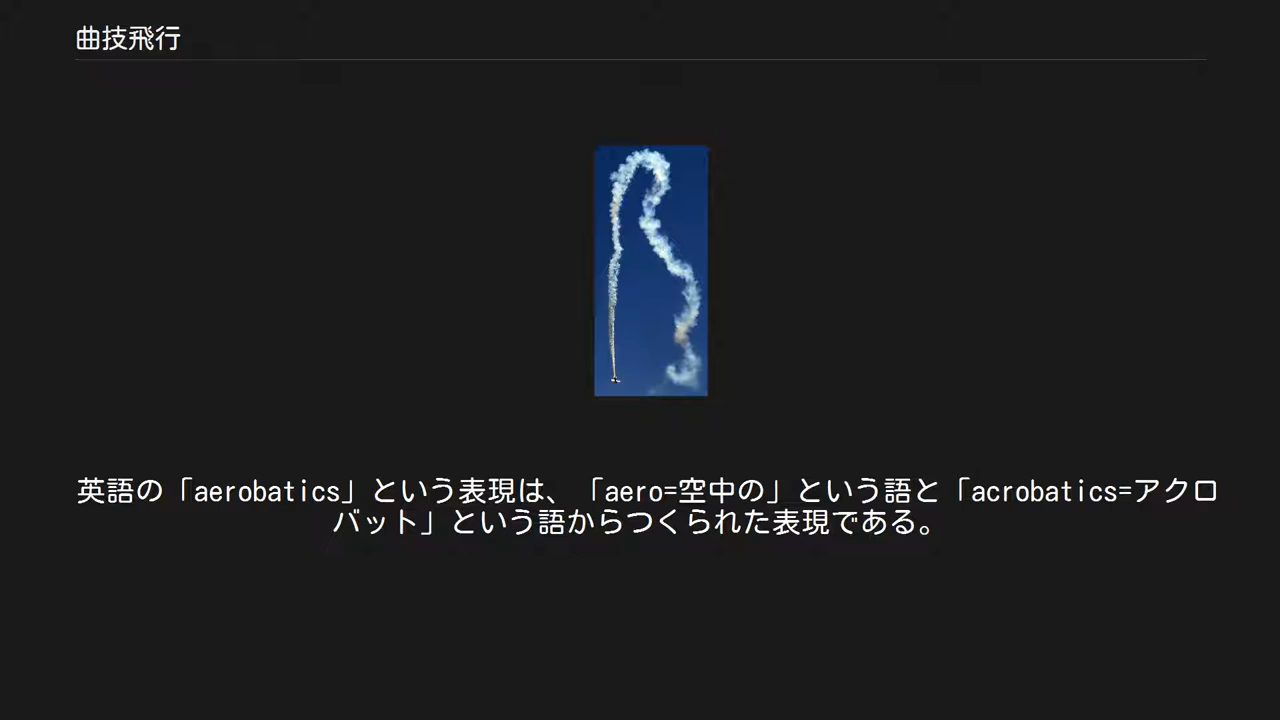 曲技飛行
英語の「aerobatics」という表現は、「aero=空中の」という語と「acrobatics=アクロ
バット」という語からつくられた表現である。